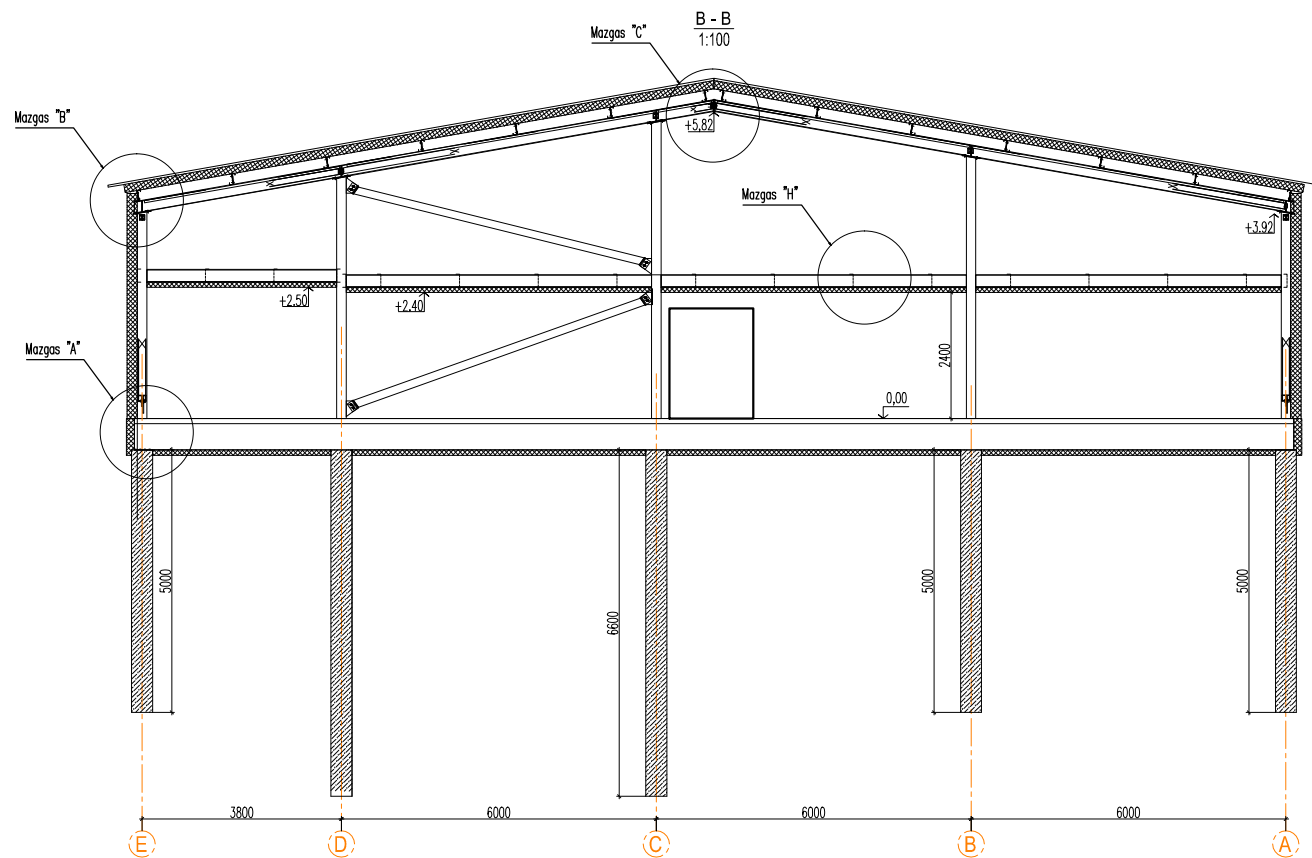 B - B
1:100
Mazgas "C"
Mazgas "B"
+5,82
Mazgas "H"
+3.92
+2.50
+2.40
Mazgas "A"
2400
0,00
5000
6600
5000
5000
3800
6000
6000
6000
E
D
C
B
A